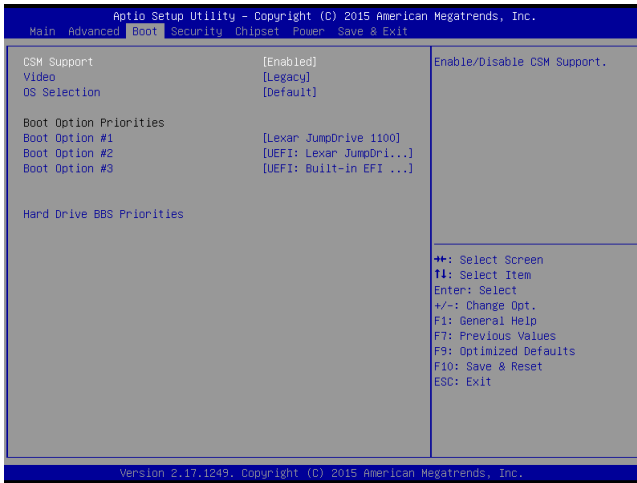 Aptio Setup Utility – Copyright (C) 2015 American Megatrends, Inc.
Main Advanced Boot Security Chipset Power Save & Exit
CSM Support [Enabled]
Video [Legacy]
OS Selection [Default]
Boot Option Priorities
Boot Option #1 [Lexar JumpDrive 1100]
Boot Option #2 [UEFI: Lexar JumpDri...]
Boot Option #3 [UEFI: Built-in EFI ...]
Hard Drive BBS Priorities
Enable/Disable CSM Support.
→←: Select Screen
↑↓: Select Item
Enter: Select
+/-: Change Opt.
F1: General Help
F7: Previous Values
F9: Optimized Defaults
F10: Save & Reset
ESC: Exit
Version 2.17.1249. Copyright (C) 2015 American Megatrends, Inc.